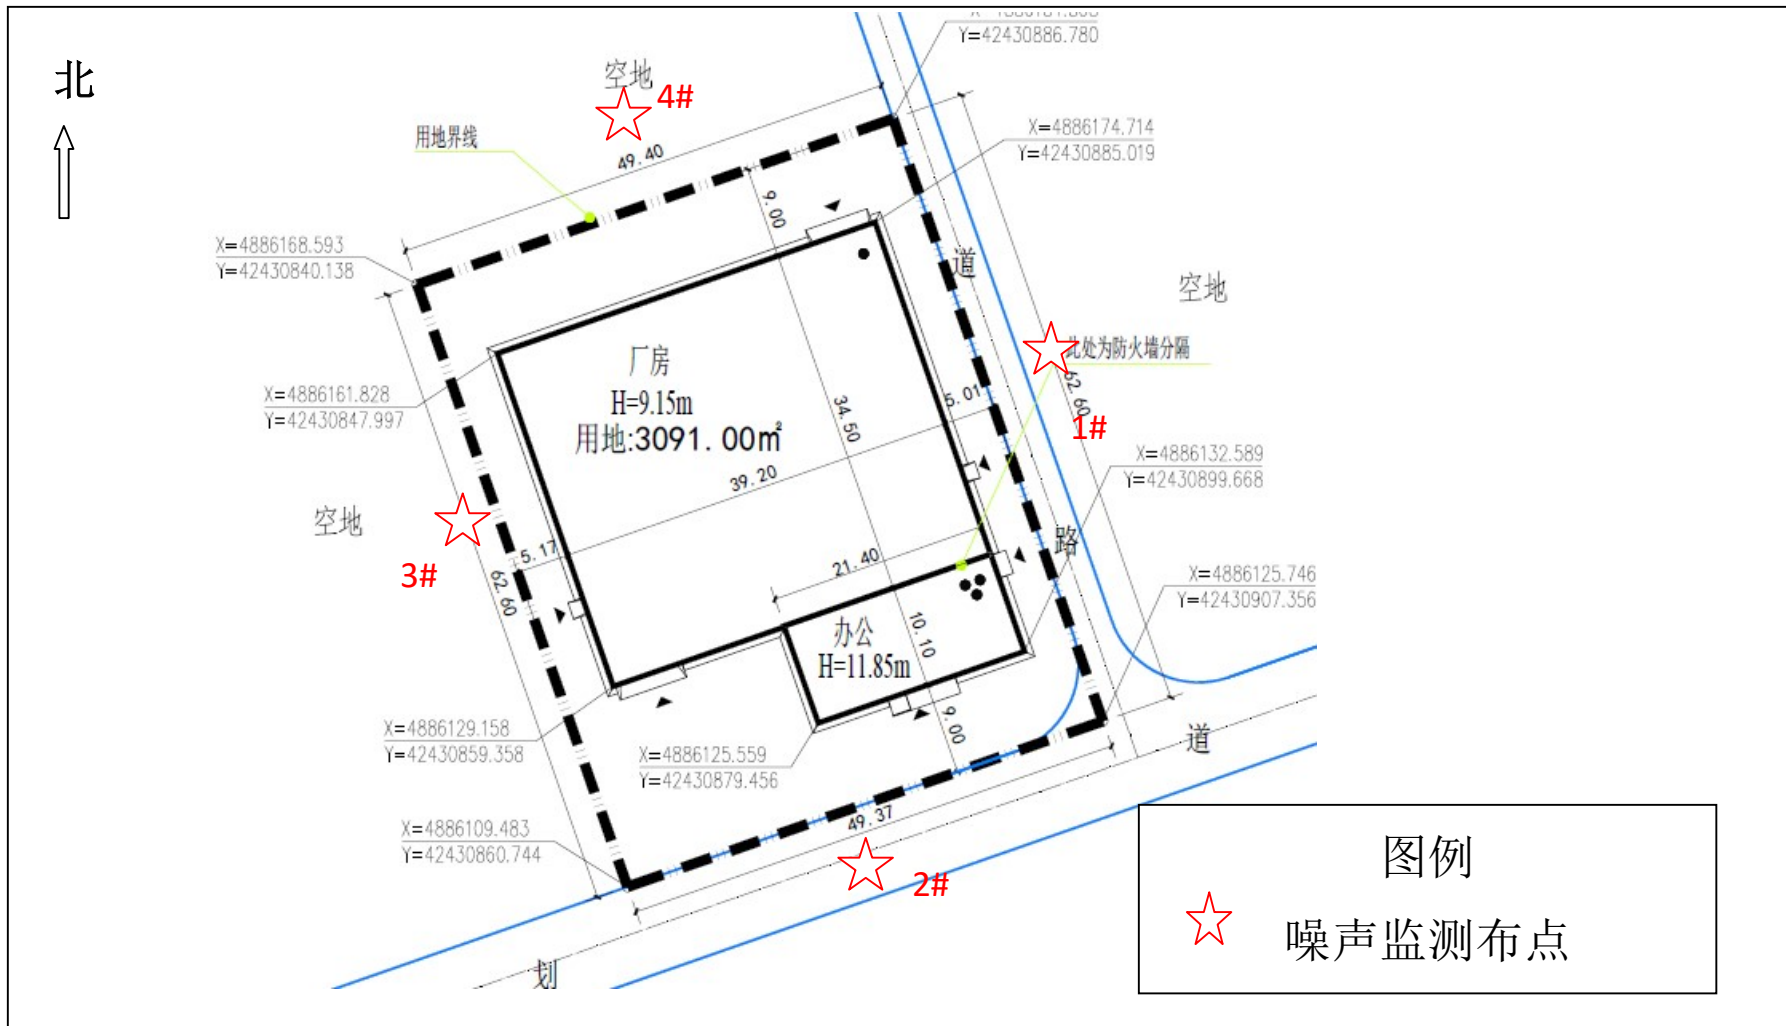 Y=42430886.780
北
空地
4#
用地界线
49.40
X=4886174.714
Y=42430885.019
9.00
X=4886168.593
Y=42430840.138
道
空地
厂房
H=9.15m
用地:3091.00㎡
此处为防火墙分隔
62.60
X=4886161.828
Y=42430847.997
34.50
5.01
1#
39.20
X=4886132.589
Y=42430899.668
空地
3#
5.17
62.60
21.40
路
X=4886125.746
Y=42430907.356
办公
H=11.85m
10.10
9.00
X=4886129.158
Y=42430859.358
X=4886125.559
Y=42430879.456
道
49.37
X=4886109.483
Y=42430860.744
2#
划
图例
噪声监测布点